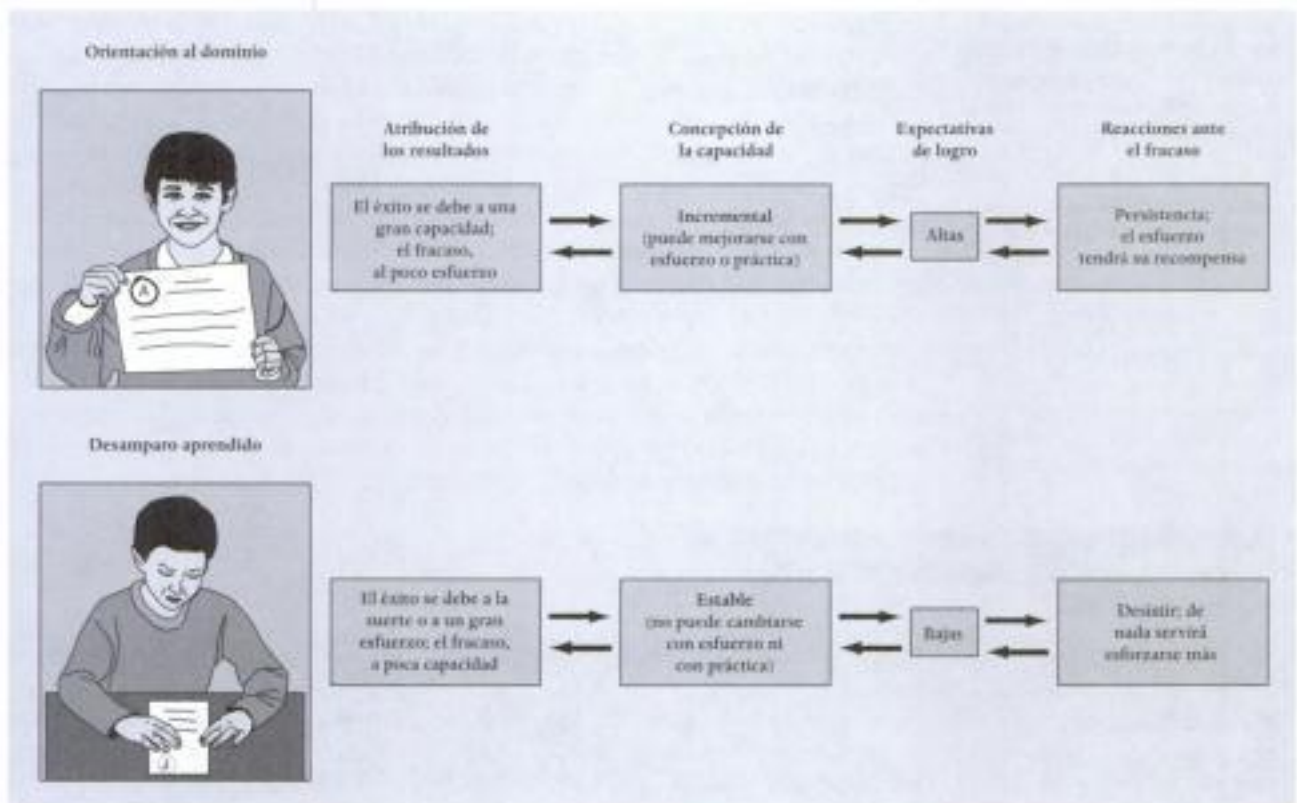 Orientación al dominio
Atribución de
los resultados
Concepción de
la capacidad
Expectativas
de logro
Reacciones ante
el fracaso
A
El éxito se debe a una
gran capacidad;
el fracaso,
al poco esfuerzo
Incremental
(puede mejorarse con
esfuerzo o práctica)
Altas
Persistencia;
el esfuerzo
tendrá su recompensa
Desamparo aprendido
El éxito se debe a la
suerte o a un gran
esfuerzo; el fracaso,
a poca capacidad
Estable
(no puede cambiarse
con esfuerzo ni
con práctica)
Bajas
Desistir; de
nada servirá
esforzarse más